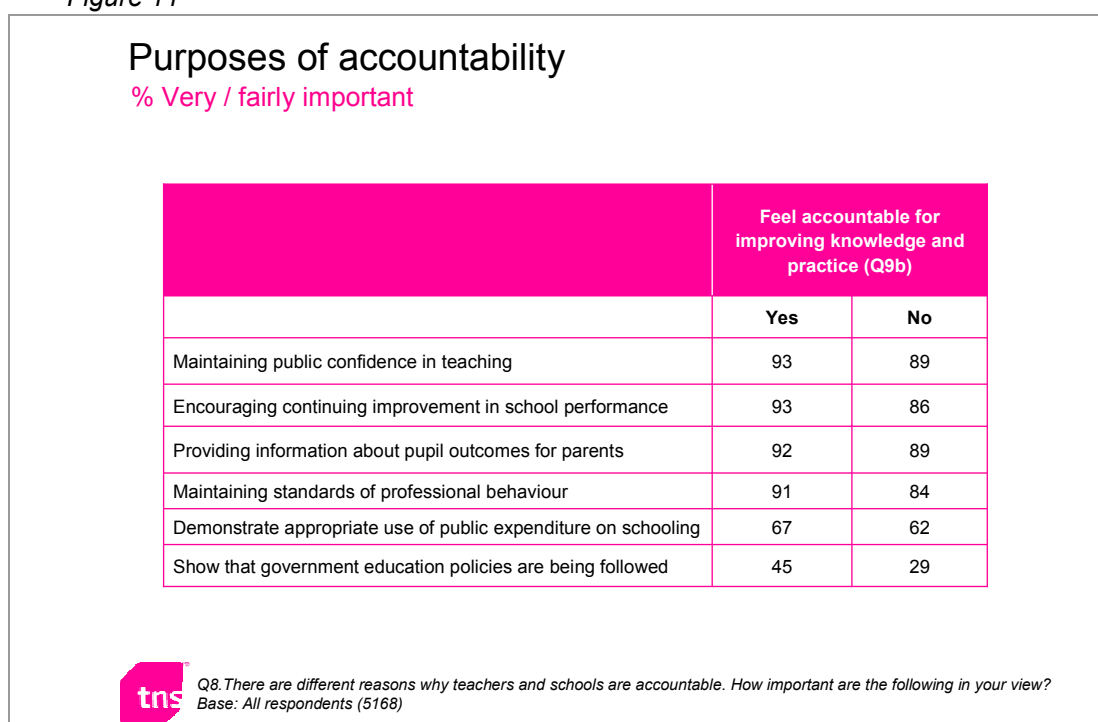 Purposes of accountability
% Very / fairly important
Feel accountable for
improving knowledge and
practice (Q9b)
Yes No
Maintaining public confidence in teaching 93 89
Encouraging continuing improvement in school performance 93 86
Providing information about pupil outcomes for parents 92 89
Maintaining standards of professional behaviour 91 84
Demonstrate appropriate use of public expenditure on schooling 67 62
Show that government education policies are being followed 45 29
tns
Q8.There are different reasons why teachers and schools are accountable. How important are the following in your view?
Base: All respondents (5168)